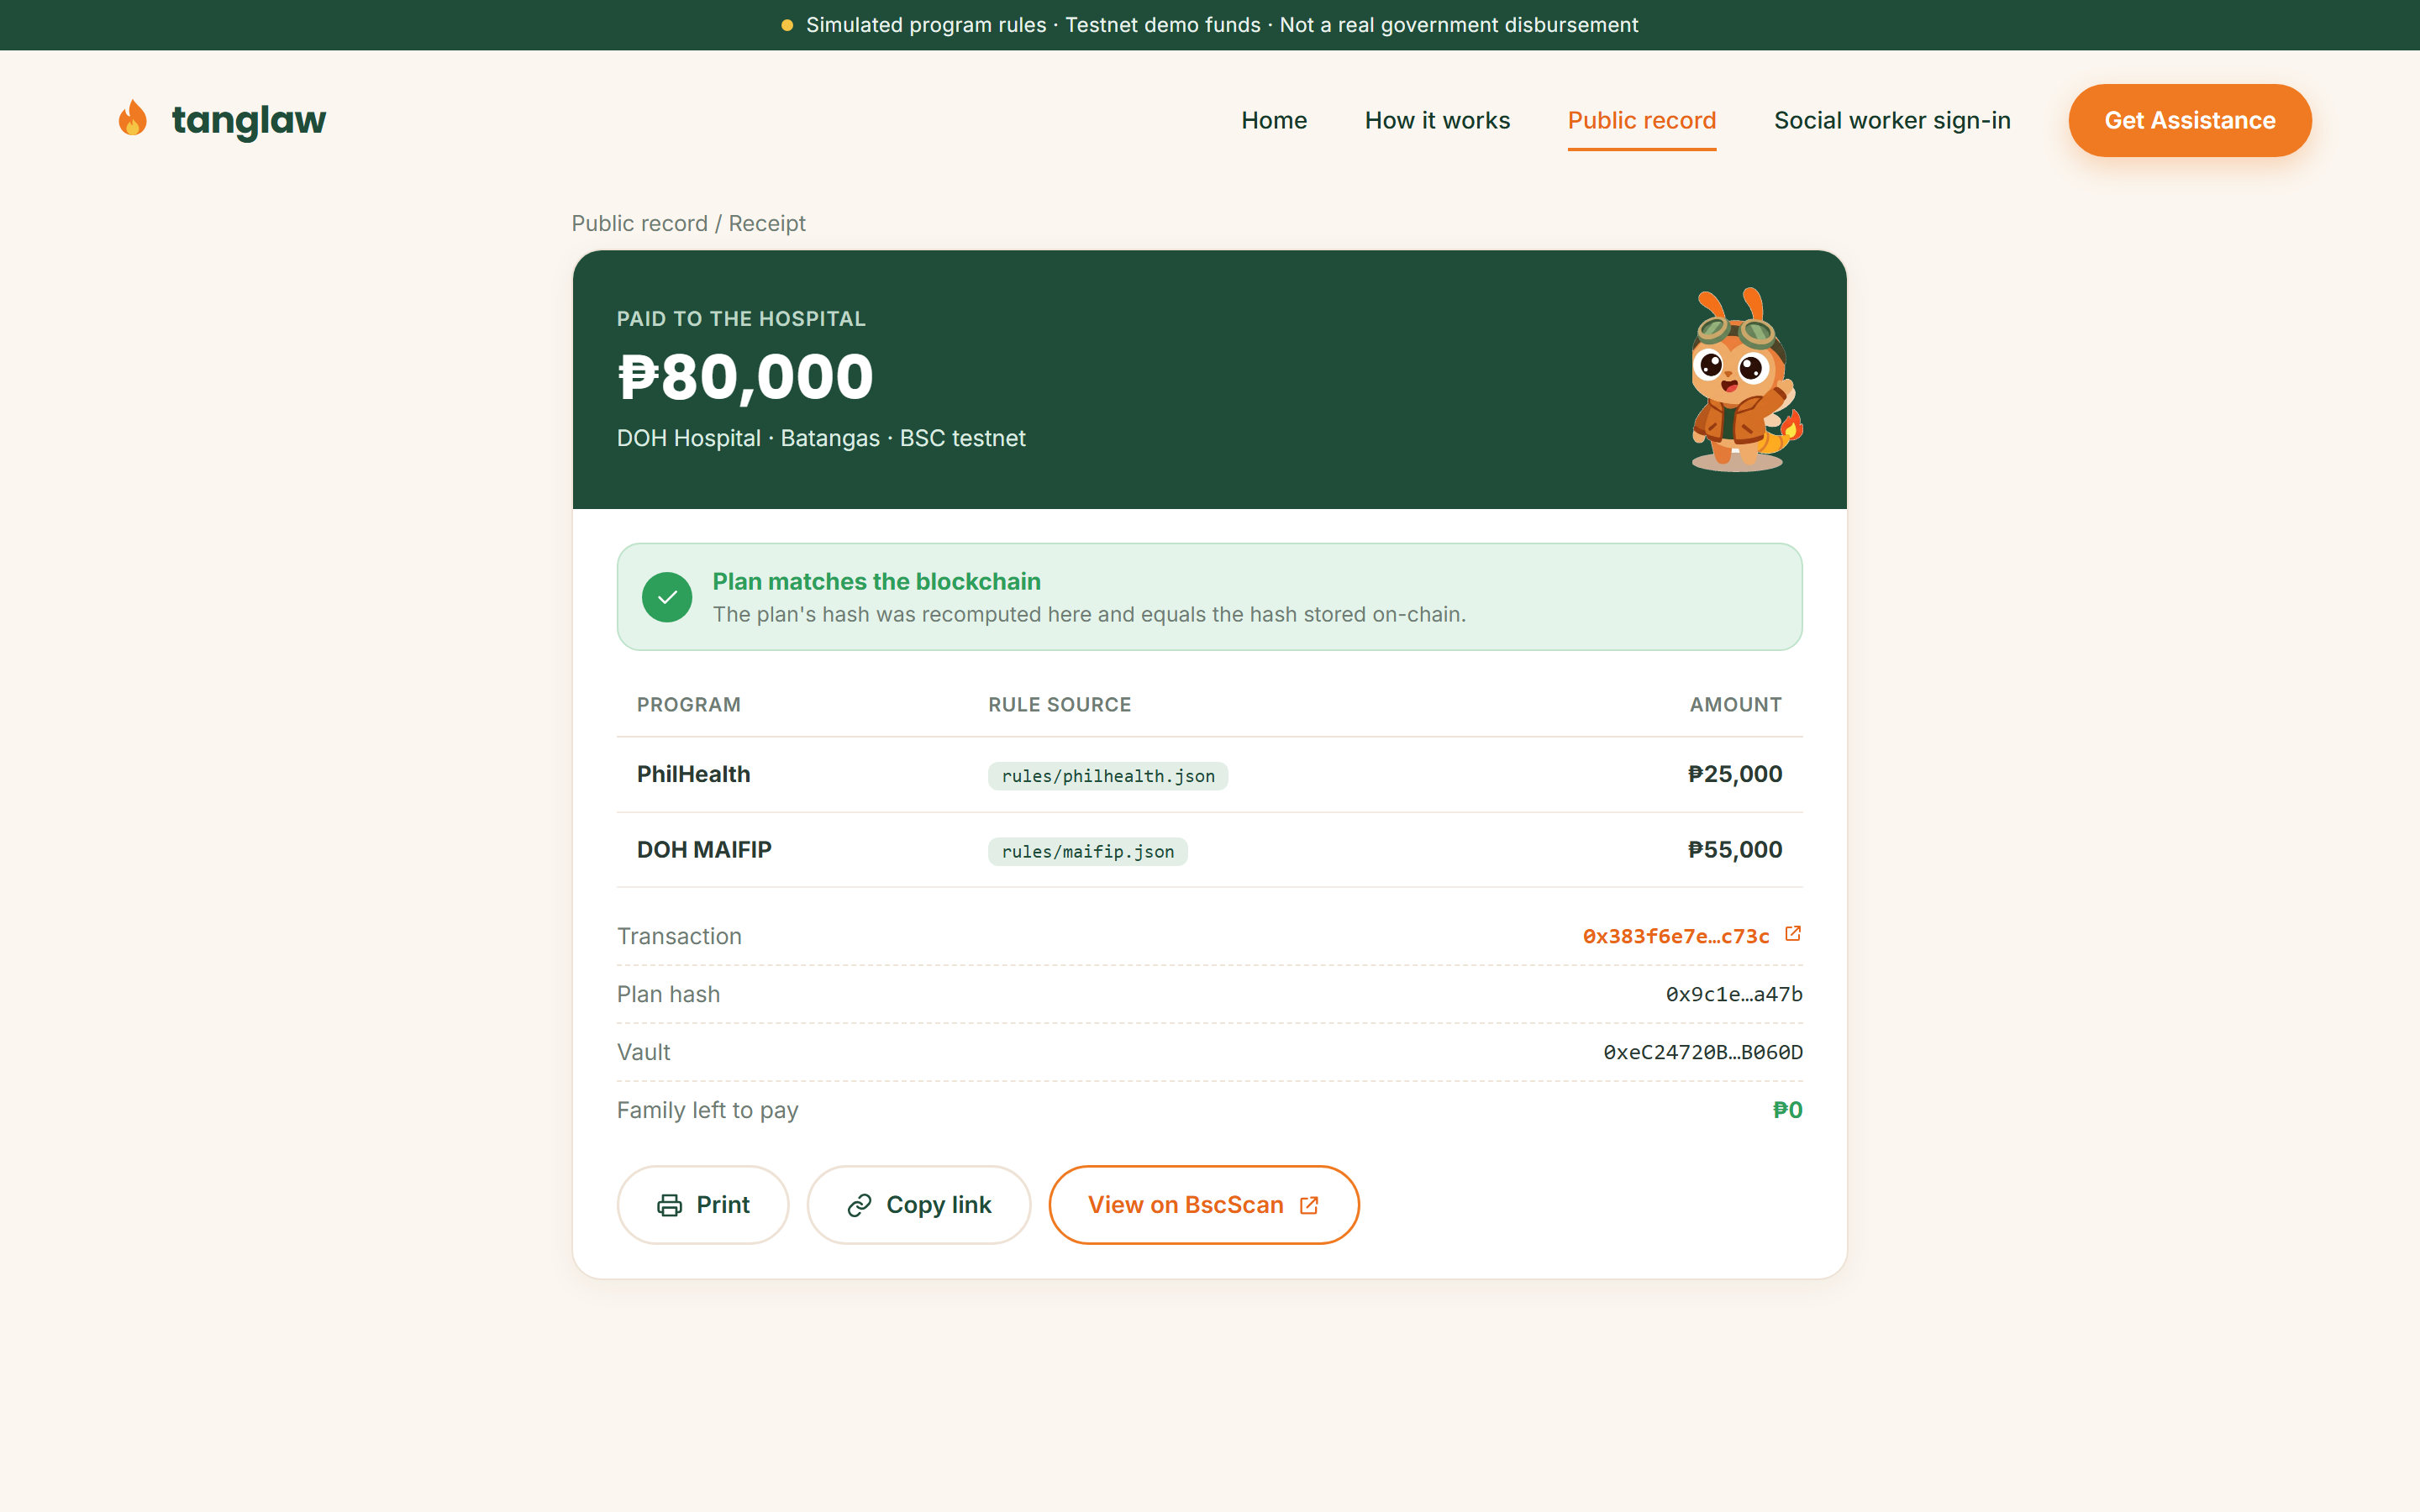 Simulated program rules · Testnet demo funds · Not a real government disbursement
tanglaw
Home
How it works
Public record
Social worker sign-in
Get Assistance
Public record / Receipt
PAID TO THE HOSPITAL
₱80,000
DOH Hospital · Batangas · BSC testnet
Plan matches the blockchain
The plan's hash was recomputed here and equals the hash stored on-chain.
PROGRAM RULE SOURCE AMOUNT
PhilHealth rules/philhealth.json ₱25,000
DOH MAIFIP rules/maifip.json ₱55,000
Transaction 0x383f6e7e…c73c
Plan hash 0x9c1e…a47b
Vault 0xeC24720B…B060D
Family left to pay ₱0
Print
Copy link
View on BscScan